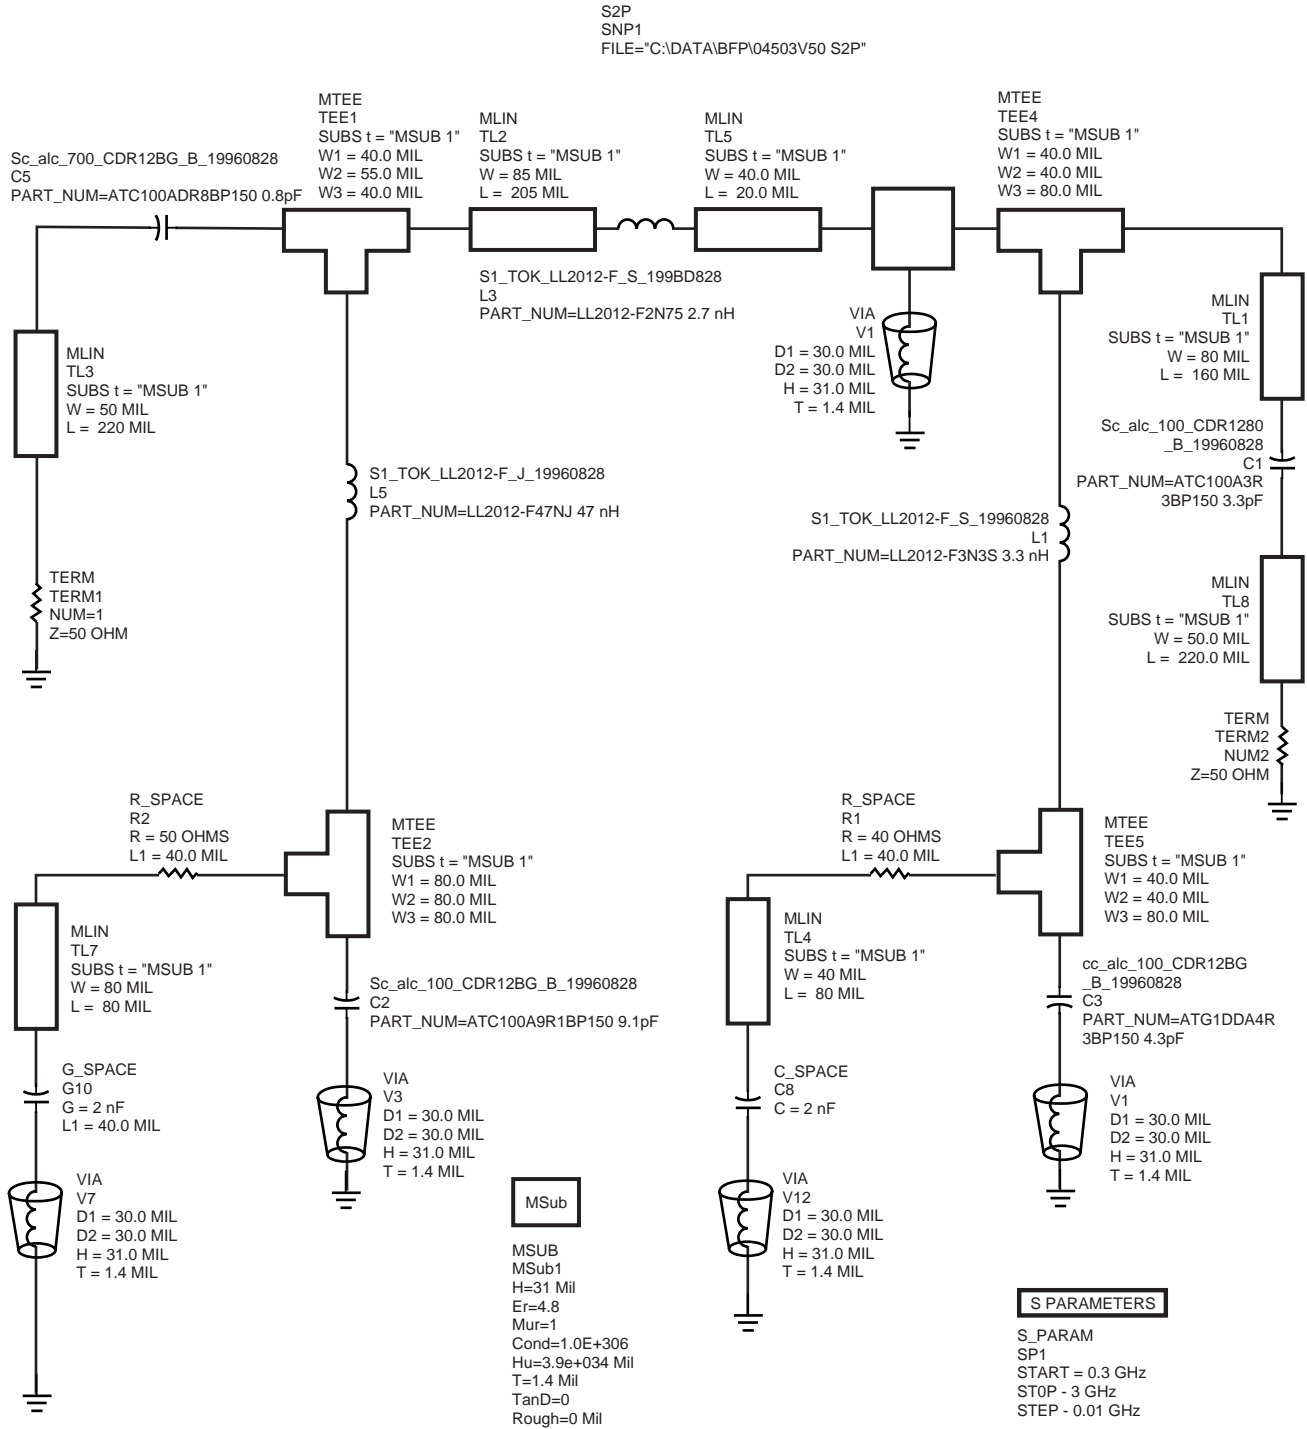 S2P
SNP1
FILE="C:\DATA\BFP\04503V50 S2P"
MTEE
TEE1
SUBS t = "MSUB 1"
W1 = 40.0 MIL
W2 = 55.0 MIL
W3 = 40.0 MIL
MLIN
TL2
SUBS t = "MSUB 1"
W = 85 MIL
L = 205 MIL
MLIN
TL5
SUBS t = "MSUB 1"
W = 40.0 MIL
L = 20.0 MIL
MTEE
TEE4
SUBS t = "MSUB 1"
W1 = 40.0 MIL
W2 = 40.0 MIL
W3 = 80.0 MIL
Sc_alc_700_CDR12BG_B_19960828
C5
PART_NUM=ATC100ADR8BP150 0.8pF
S1_TOK_LL2012-F_S_199BD828
L3
PART_NUM=LL2012-F2N75 2.7 nH
VIA
V1
D1 = 30.0 MIL
D2 = 30.0 MIL
H = 31.0 MIL
T = 1.4 MIL
MLIN
TL1
SUBS t = "MSUB 1"
W = 80 MIL
L = 160 MIL
MLIN
TL3
SUBS t = "MSUB 1"
W = 50 MIL
L = 220 MIL
Sc_alc_100_CDR1280
_B_19960828
C1
PART_NUM=ATC100A3R
3BP150 3.3pF
S1_TOK_LL2012-F_J_19960828
L5
PART_NUM=LL2012-F47NJ 47 nH
S1_TOK_LL2012-F_S_19960828
L1
PART_NUM=LL2012-F3N3S 3.3 nH
TERM
TERM1
NUM=1
Z=50 OHM
MLIN
TL8
SUBS t = "MSUB 1"
W = 50.0 MIL
L = 220.0 MIL
TERM
TERM2
NUM2
Z=50 OHM
R_SPACE
R2
R = 50 OHMS
L1 = 40.0 MIL
MTEE
TEE2
SUBS t = "MSUB 1"
W1 = 80.0 MIL
W2 = 80.0 MIL
W3 = 80.0 MIL
R_SPACE
R1
R = 40 OHMS
L1 = 40.0 MIL
MTEE
TEE5
SUBS t = "MSUB 1"
W1 = 40.0 MIL
W2 = 40.0 MIL
W3 = 80.0 MIL
MLIN
TL7
SUBS t = "MSUB 1"
W = 80 MIL
L = 80 MIL
Sc_alc_100_CDR12BG_B_19960828
C2
PART_NUM=ATC100A9R1BP150 9.1pF
MLIN
TL4
SUBS t = "MSUB 1"
W = 40 MIL
L = 80 MIL
cc_alc_100_CDR12BG
_B_19960828
C3
PART_NUM=ATG1DDA4R
3BP150 4.3pF
G_SPACE
G10
G = 2 nF
L1 = 40.0 MIL
VIA
V3
D1 = 30.0 MIL
D2 = 30.0 MIL
H = 31.0 MIL
T = 1.4 MIL
C_SPACE
C8
C = 2 nF
VIA
V1
D1 = 30.0 MIL
D2 = 30.0 MIL
H = 31.0 MIL
T = 1.4 MIL
VIA
V7
D1 = 30.0 MIL
D2 = 30.0 MIL
H = 31.0 MIL
T = 1.4 MIL
MSub
MSUB
MSub1
H=31 Mil
Er=4.8
Mur=1
Cond=1.0E+306
Hu=3.9e+034 Mil
T=1.4 Mil
TanD=0
Rough=0 Mil
VIA
V12
D1 = 30.0 MIL
D2 = 30.0 MIL
H = 31.0 MIL
T = 1.4 MIL
S PARAMETERS
S_PARAM
SP1
START = 0.3 GHz
ST0P - 3 GHz
STEP - 0.01 GHz